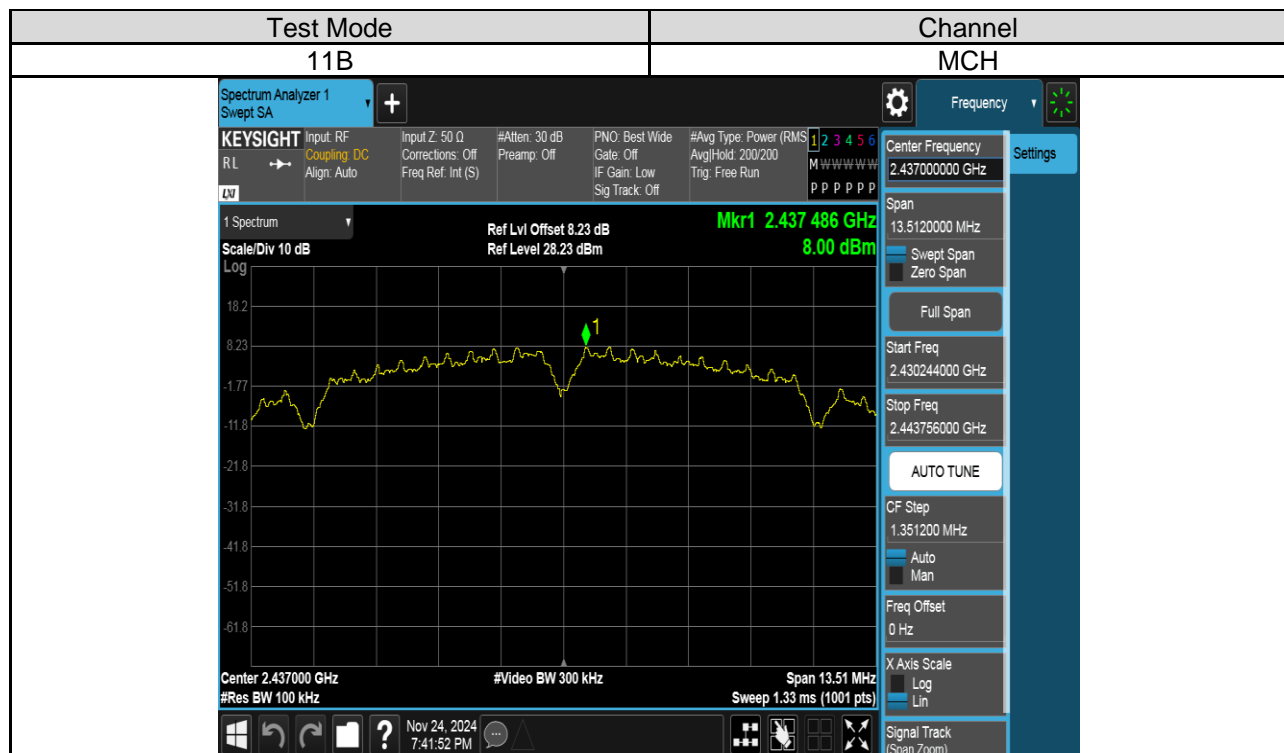 Test Mode Channel
11B MCH
Spectrum Analyzer 1
Swept SA
+
Frequency
KEYSIGHT Input: RF Input Z: 50 Ω #Atten: 30 dB PNO: Best Wide #Avg Type: Power (RMS 1 2 3 4 5 6
RL Coupling: DC Corrections: Off Preamp: Off Gate: Off Avg|Hold: 200/200 M W W W W W
Align: Auto Freq Ref: Int (S) IF Gain: Low Trig: Free Run
LXI Sig Track: Off P P P P P P
1 Spectrum
Ref Lvl Offset 8.23 dB Mkr1 2.437 486 GHz
Scale/Div 10 dB Ref Level 28.23 dBm 8.00 dBm
Log
18.2
8.23
-1.77
-11.8
-21.8
-31.8
-41.8
-51.8
-61.8
1
Center 2.437000 GHz #Video BW 300 kHz Span 13.51 MHz
#Res BW 100 kHz Sweep 1.33 ms (1001 pts)
Center Frequency
2.437000000 GHz
Settings
Span
13.5120000 MHz
Swept Span
Zero Span
Full Span
Start Freq
2.430244000 GHz
Stop Freq
2.443756000 GHz
AUTO TUNE
CF Step
1.351200 MHz
Auto
Man
Freq Offset
0 Hz
X Axis Scale
Log
Lin
Signal Track
(Span Zoom)
? Nov 24, 2024
7:41:52 PM